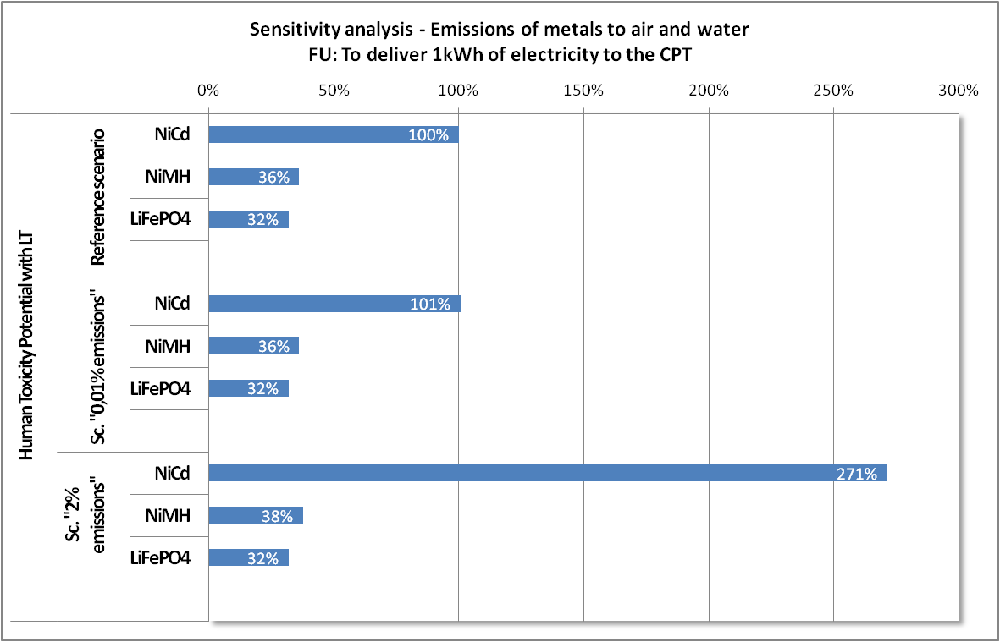 Sensitivity analysis - Emissions of metals to air and water
FU: To deliver 1kWh of electricity to the CPT
0% 50% 100% 150% 200% 250% 300%
Human Toxicity Potential with LT
Reference scenario
NiCd 100%
NiMH 36%
LiFePO4 32%
Sc. "0,01% emissions"
NiCd 101%
NiMH 36%
LiFePO4 32%
Sc. "2%
emissions"
NiCd 271%
NiMH 38%
LiFePO4 32%